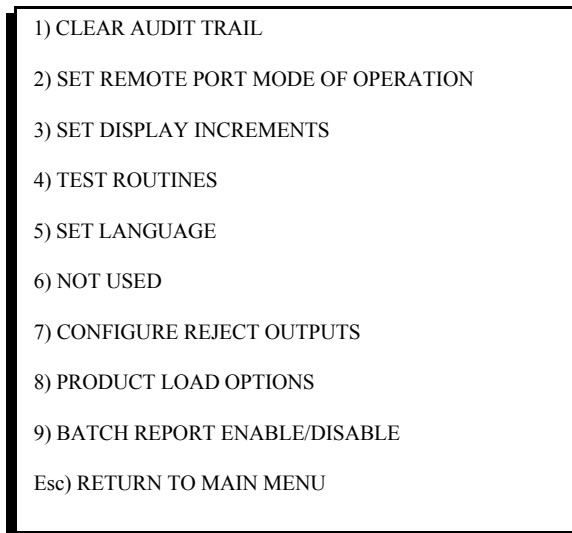 1) CLEAR AUDIT TRAIL
2) SET REMOTE PORT MODE OF OPERATION
3) SET DISPLAY INCREMENTS
4) TEST ROUTINES
5) SET LANGUAGE
6) NOT USED
7) CONFIGURE REJECT OUTPUTS
8) PRODUCT LOAD OPTIONS
9) BATCH REPORT ENABLE/DISABLE
Esc) RETURN TO MAIN MENU